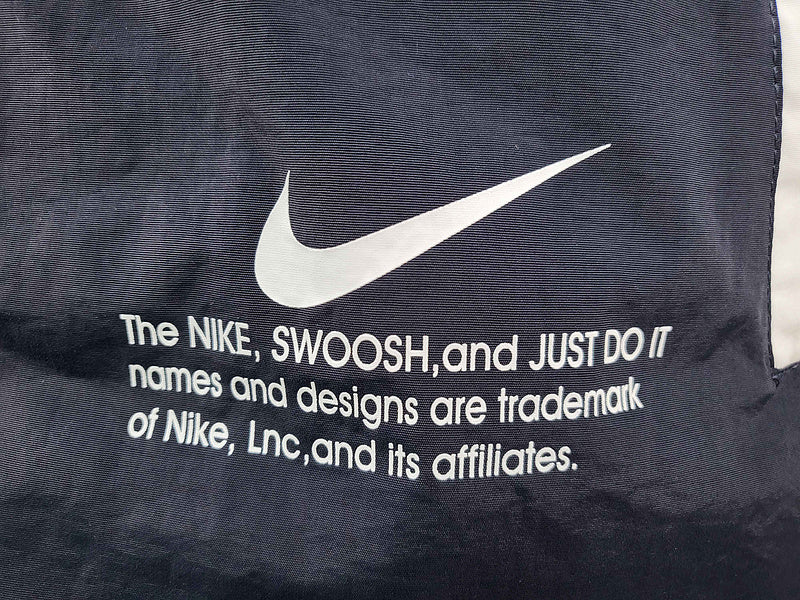 The NIKE, SWOOSH,and JUST DO IT
names and designs are trademark
of Nike, Lnc,and its affiliates.